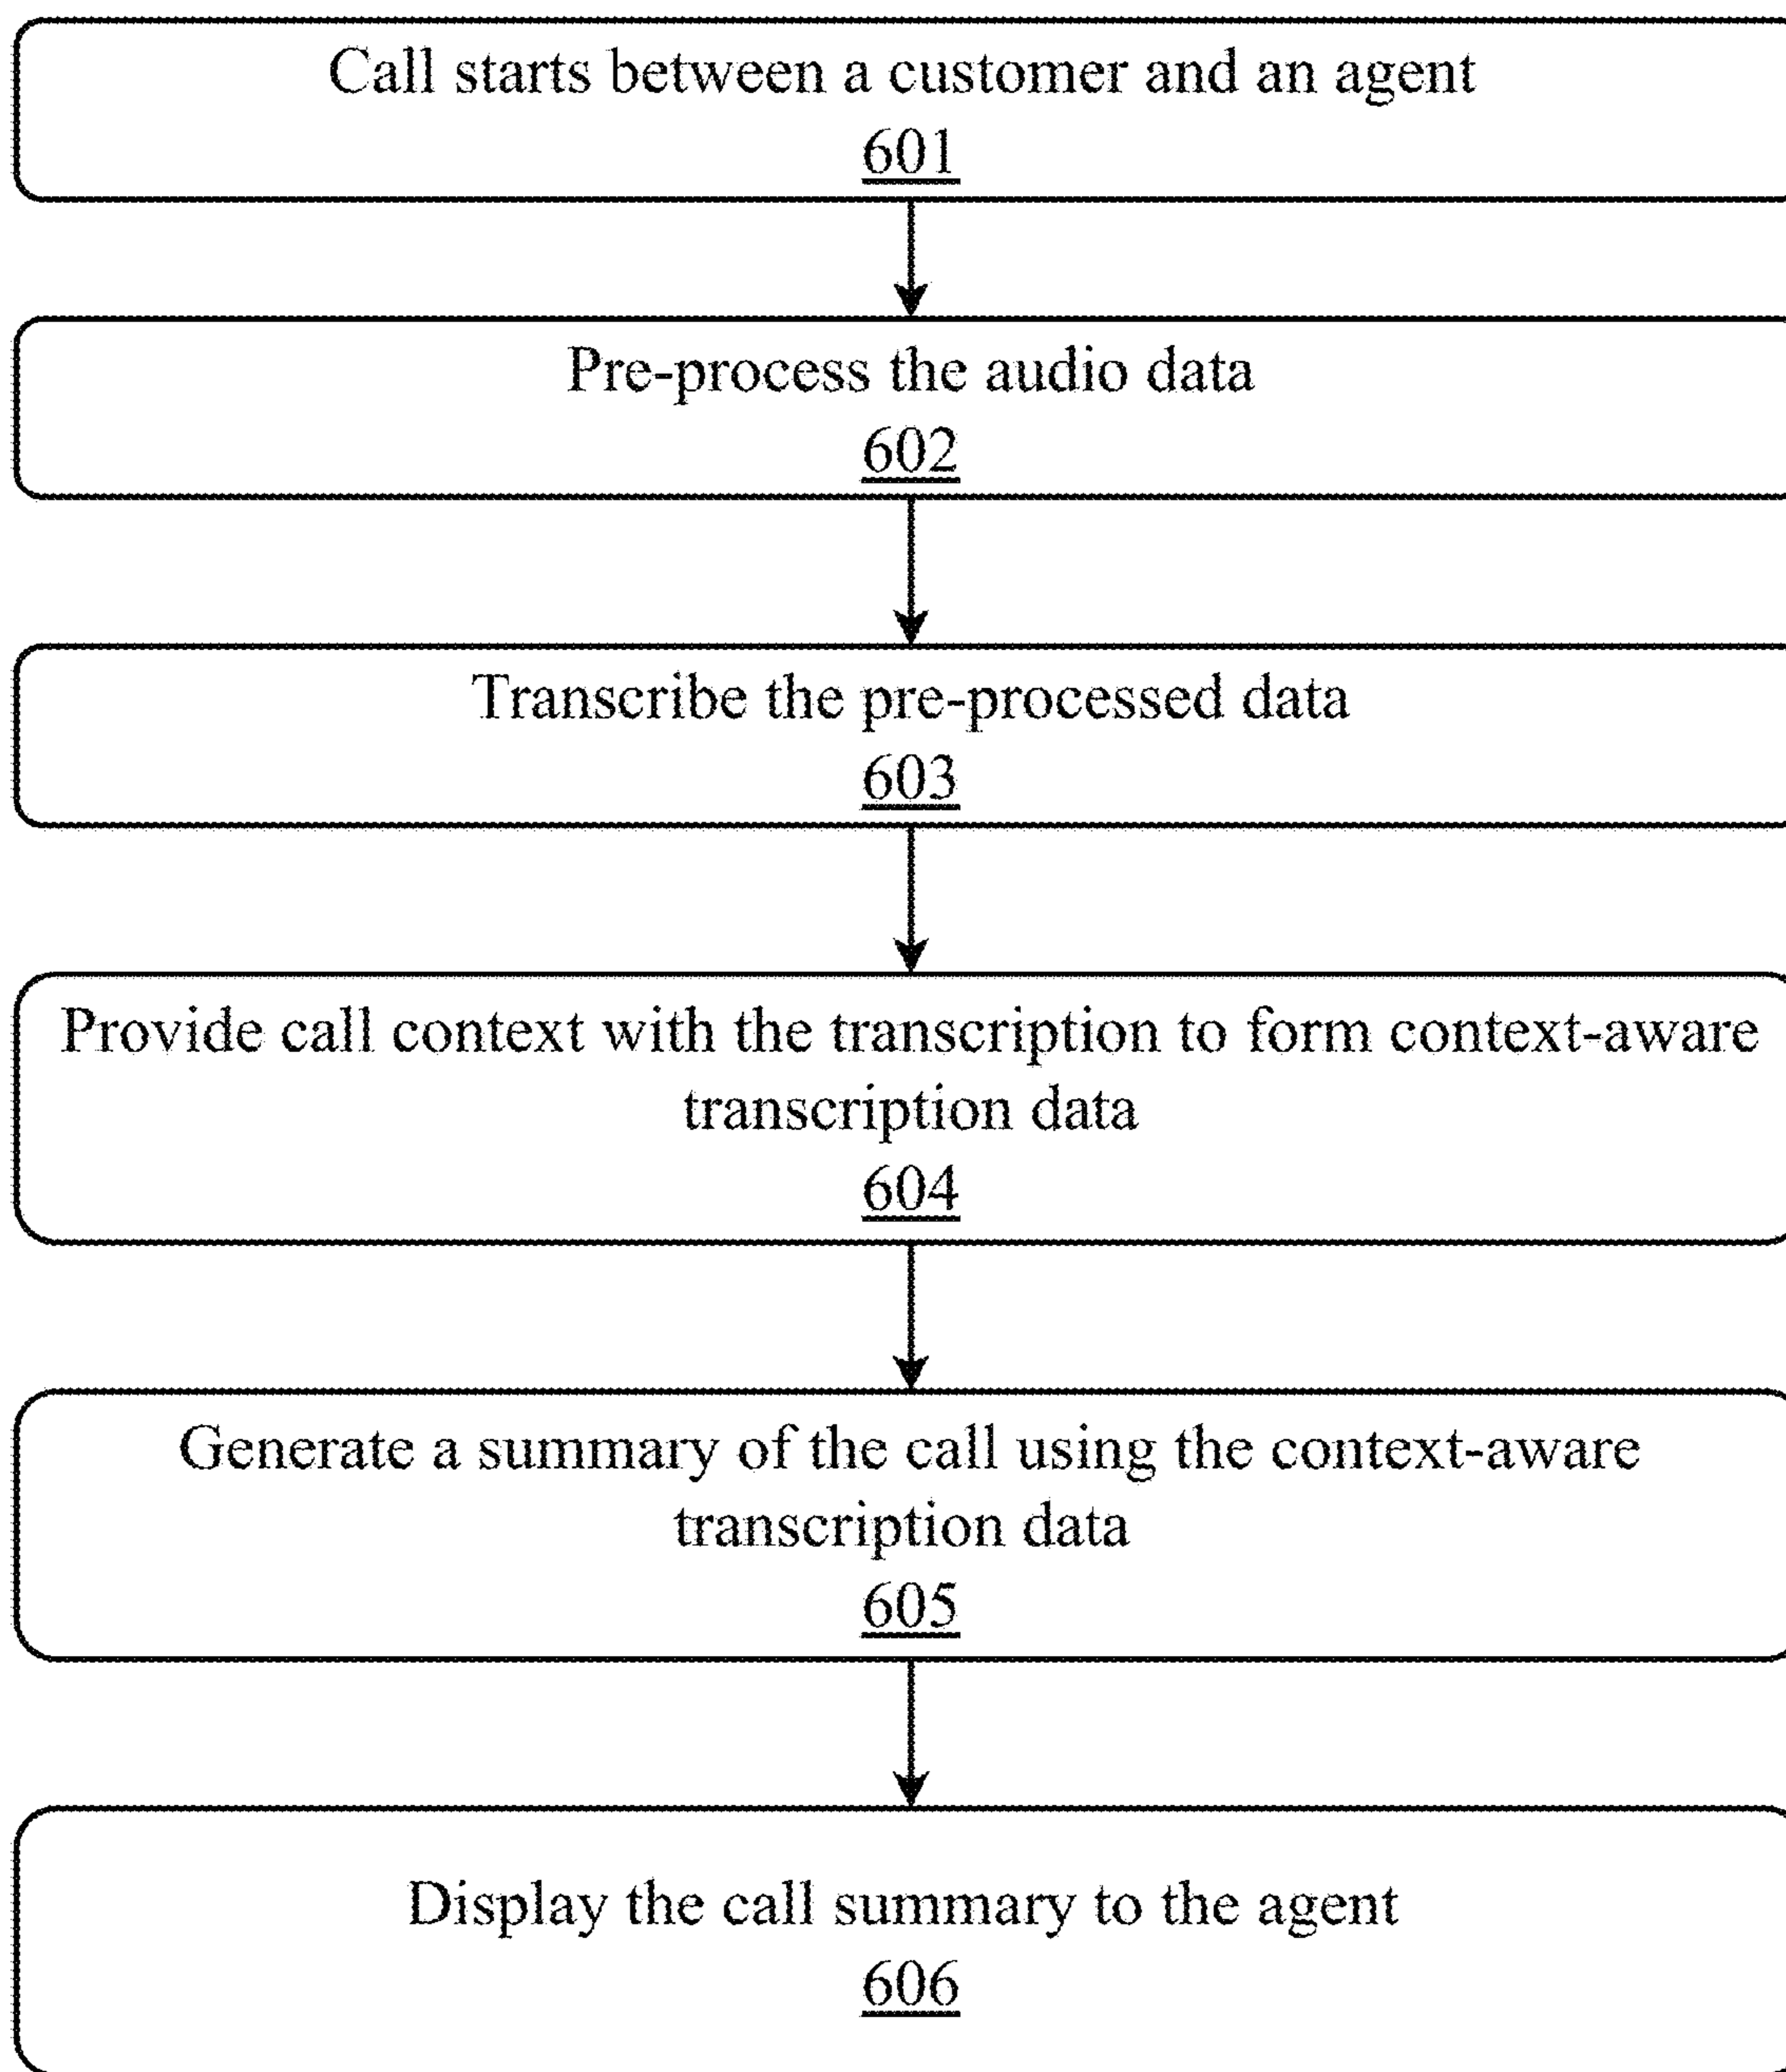 Call starts between a customer and an agent
601
Pre-process the audio data
602
Transcribe the pre-processed data
603
Provide call context with the transcription to form context-aware
transcription data
604
Generate a summary of the call using the context-aware
transcription data
605
Display the call summary to the agent
606